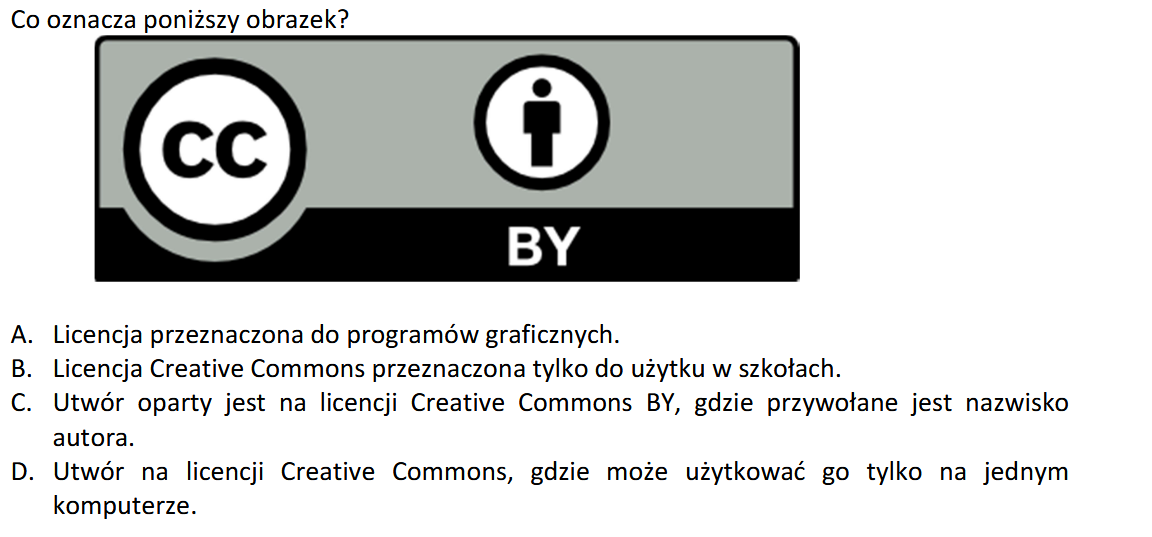 Co oznacza poniższy obrazek?
CC
BY
A. Licencja przeznaczona do programów graficznych.
B. Licencja Creative Commons przeznaczona tylko do użytku w szkołach.
C. Utwór oparty jest na licencji Creative Commons BY, gdzie przywołane jest nazwisko
autora.
D. Utwór na licencji Creative Commons, gdzie może użytkować go tylko na jednym
komputerze.